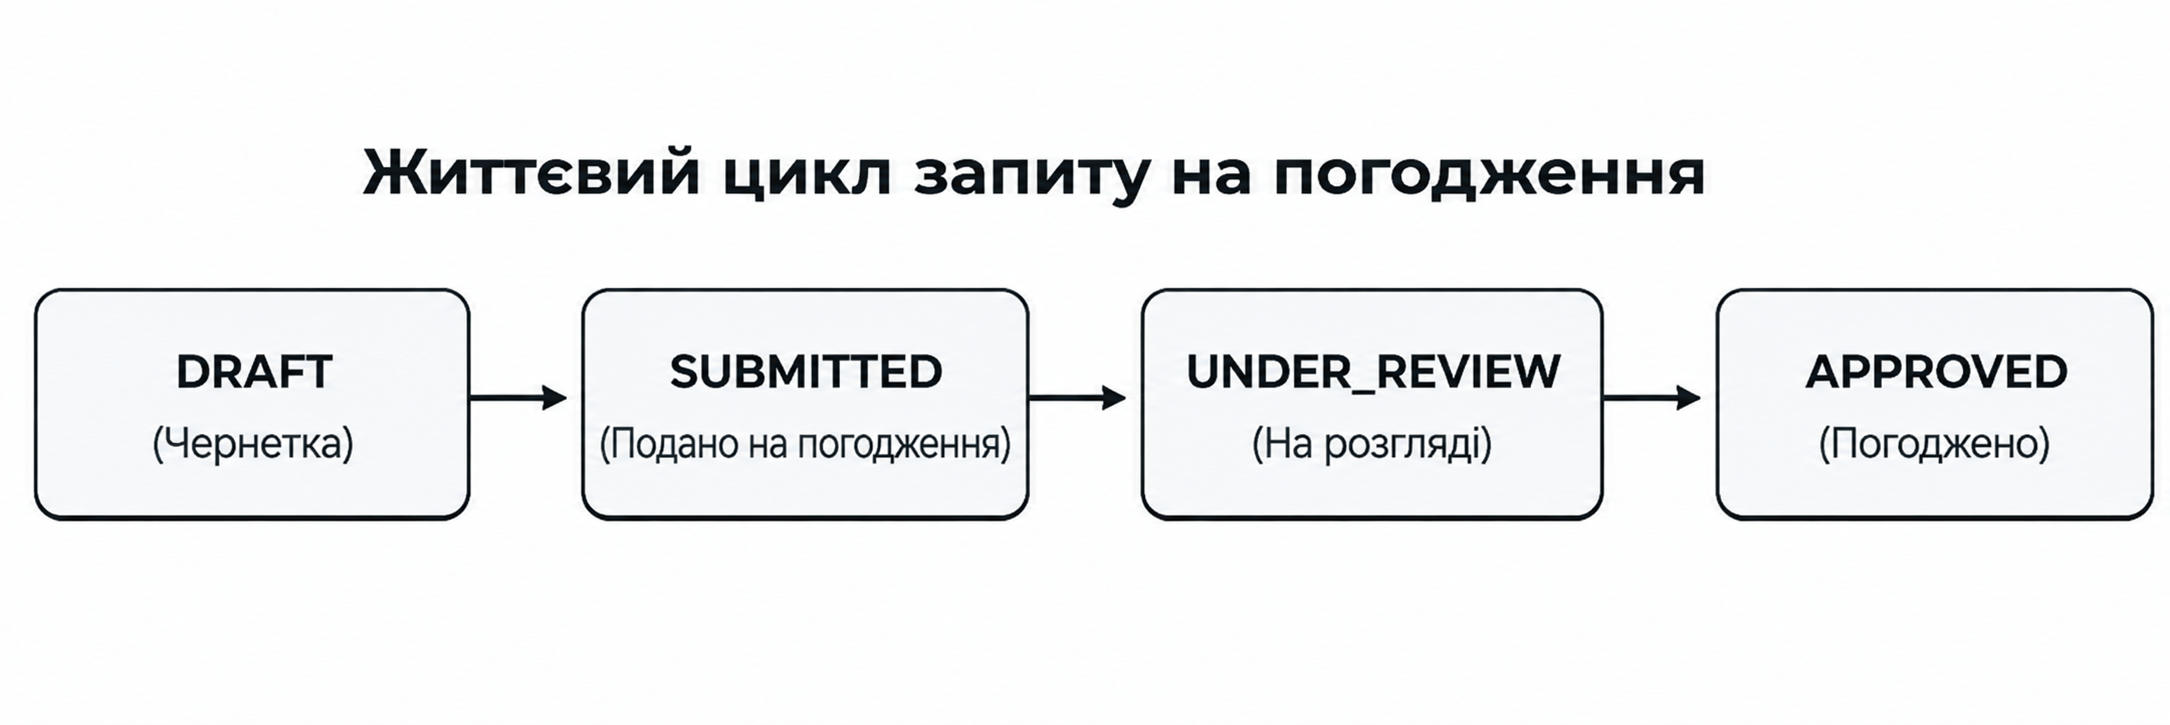 Життєвий цикл запиту на погодження
DRAFT
(Чернетка)
SUBMITTED
(Подано на погодження)
UNDER_REVIEW
(На розгляді)
APPROVED
(Погоджено)